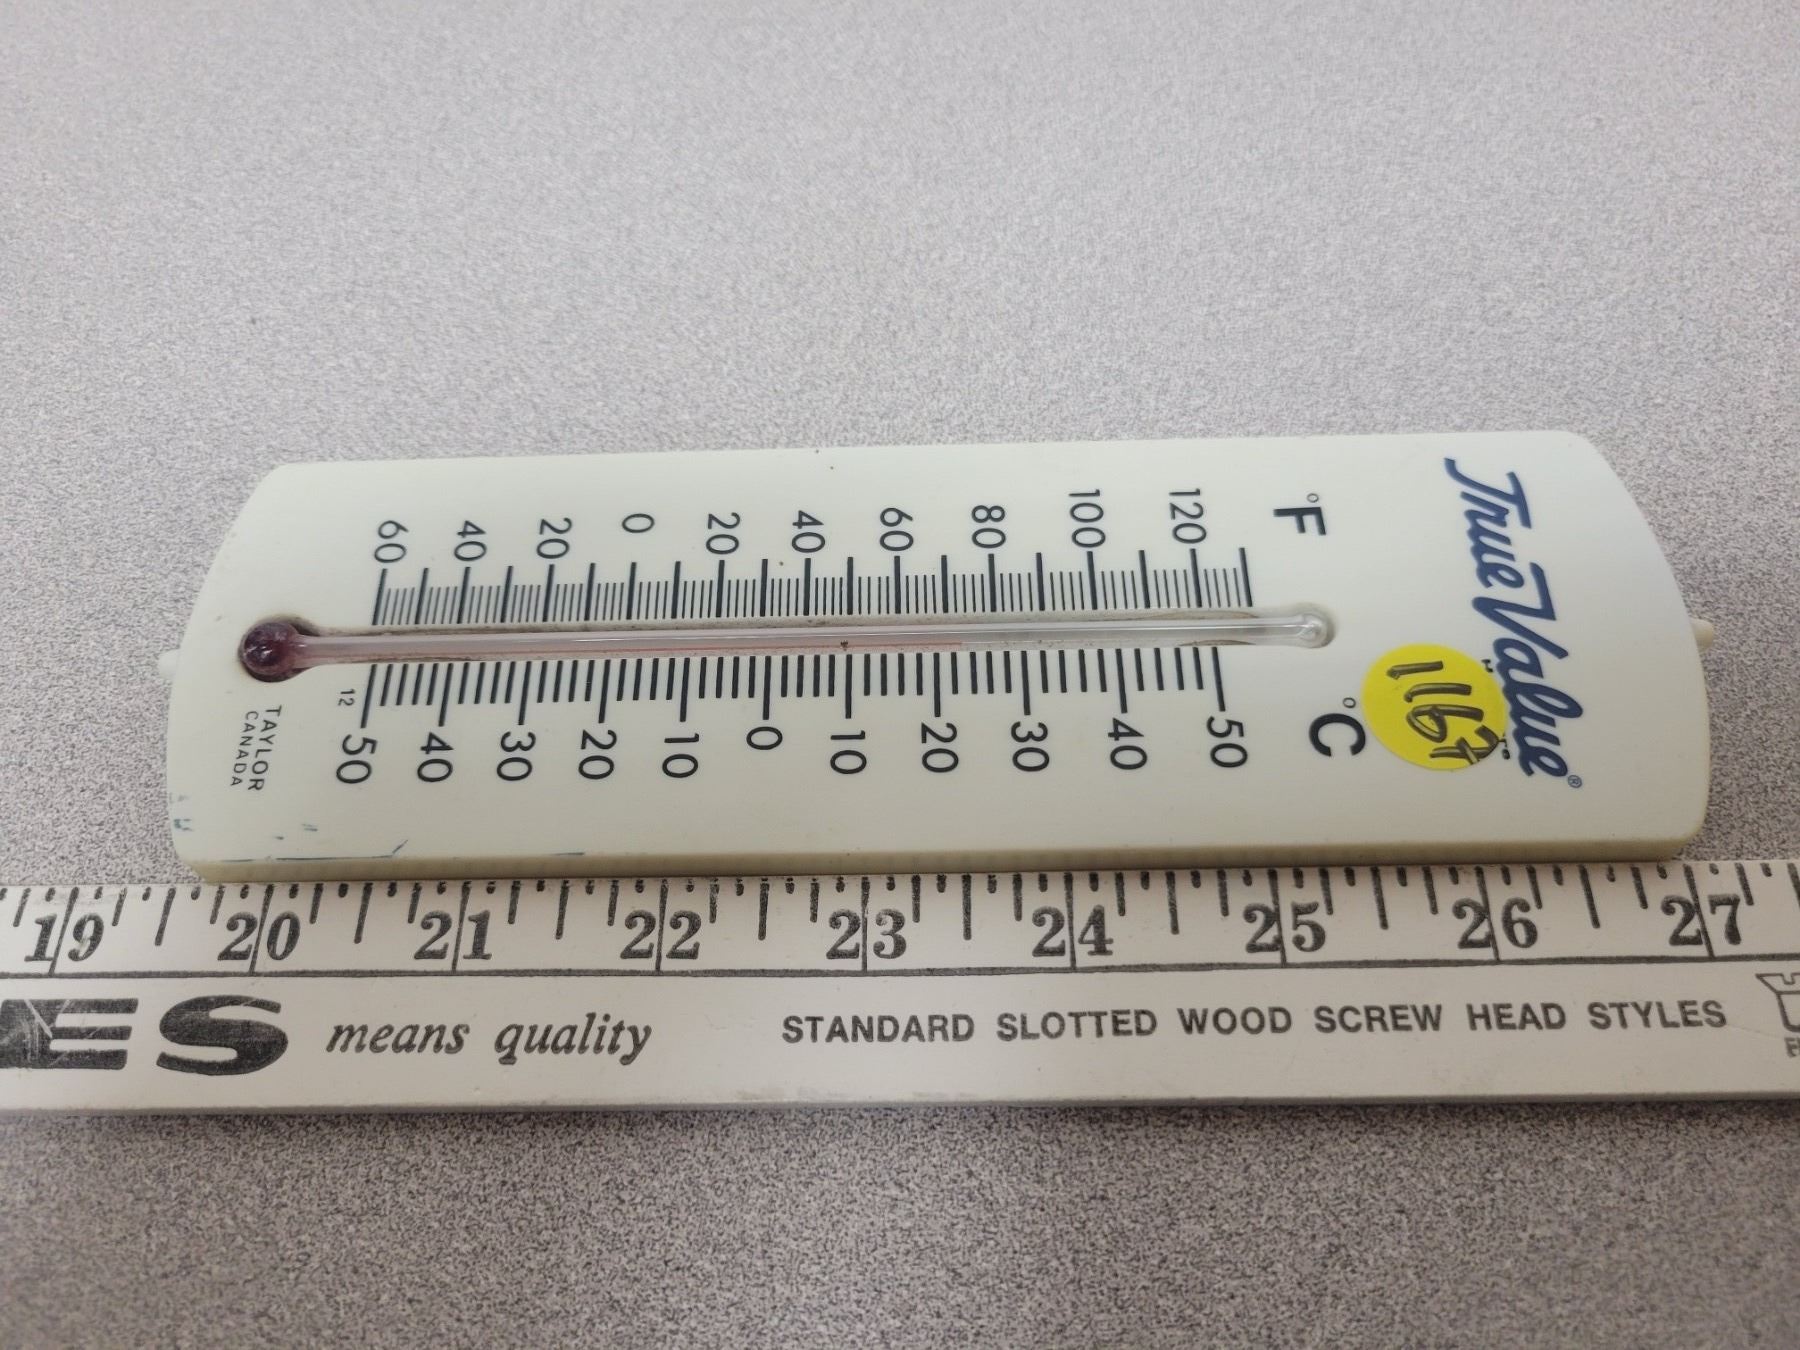 True Value®
1167
°F
60 40 20 0 20 40 60 80 100 120
50 40 30 20 10 0 10 20 30 40 50
°C
12
TAYLOR
CANADA
19 20 21 22 23 24 25 26 27
ES means quality STANDARD SLOTTED WOOD SCREW HEAD STYLES